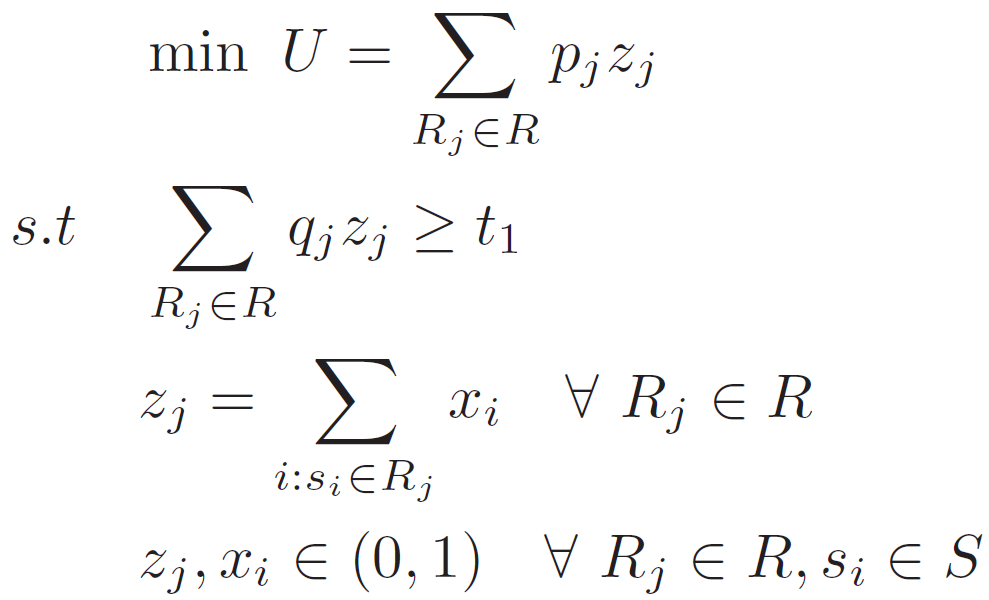 min U = ∑_{R_j ∈ R} p_j z_j
s.t ∑_{R_j ∈ R} q_j z_j ≥ t_1
z_j = ∑_{i:s_i ∈ R_j} x_i ∀ R_j ∈ R
z_j, x_i ∈ (0, 1) ∀ R_j ∈ R, s_i ∈ S